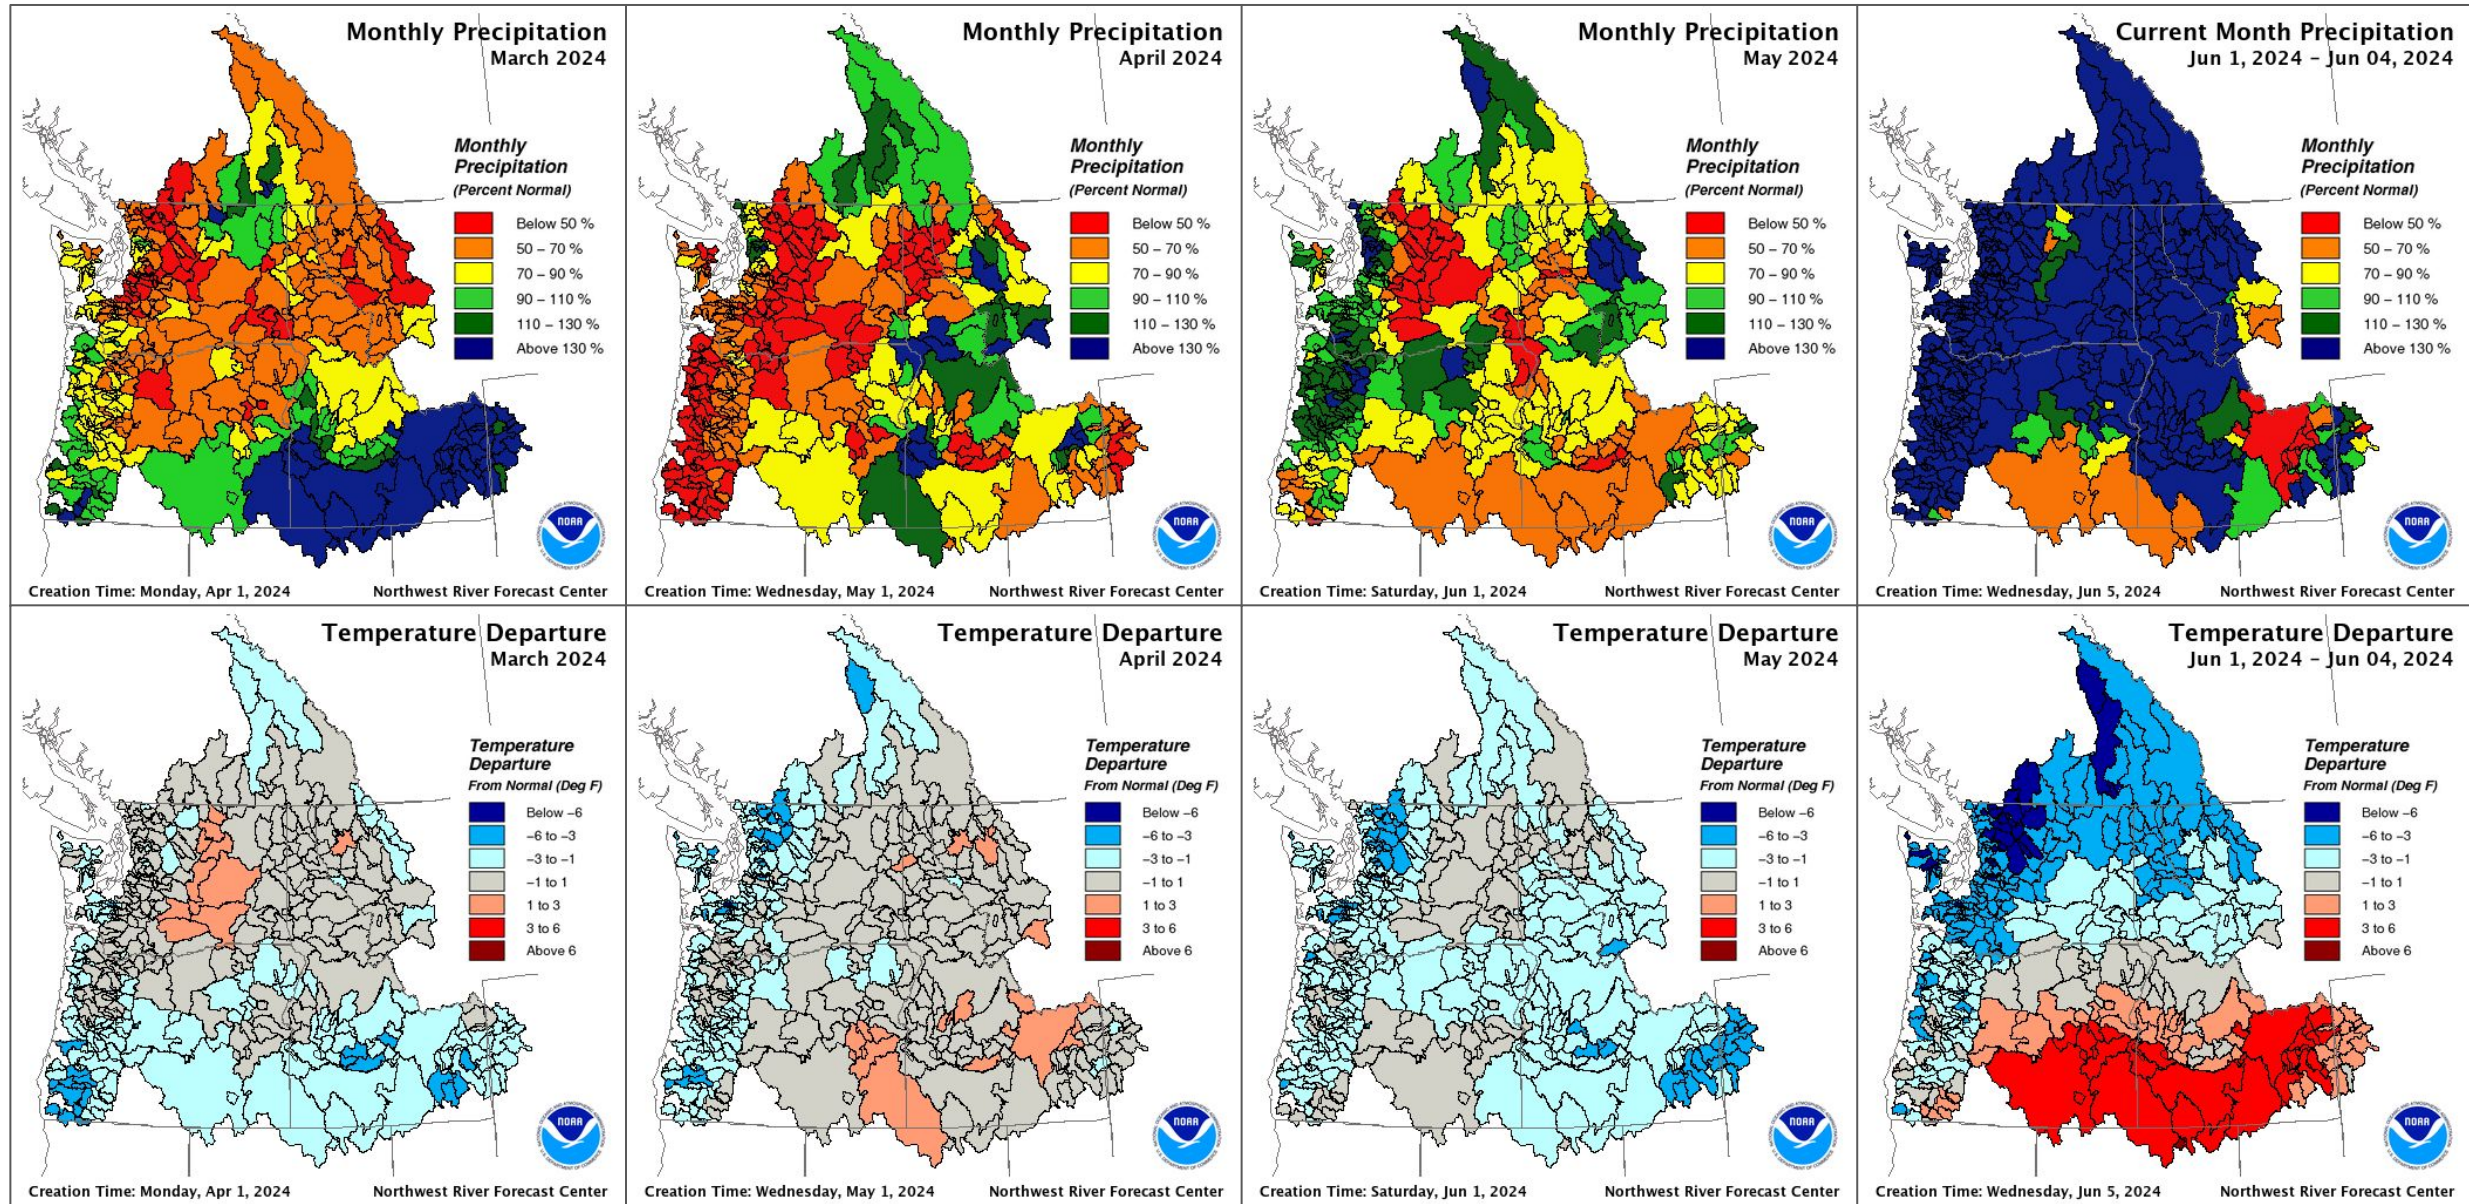 Monthly Precipitation
March 2024
Monthly
Precipitation
(Percent Normal)
Below 50 %
50 – 70 %
70 – 90 %
90 – 110 %
110 – 130 %
Above 130 %
NOAA
Creation Time: Monday, Apr 1, 2024
Northwest River Forecast Center
Monthly Precipitation
April 2024
Monthly
Precipitation
(Percent Normal)
Below 50 %
50 – 70 %
70 – 90 %
90 – 110 %
110 – 130 %
Above 130 %
NOAA
Creation Time: Wednesday, May 1, 2024
Northwest River Forecast Center
Monthly Precipitation
May 2024
Monthly
Precipitation
(Percent Normal)
Below 50 %
50 – 70 %
70 – 90 %
90 – 110 %
110 – 130 %
Above 130 %
NOAA
Creation Time: Saturday, Jun 1, 2024
Northwest River Forecast Center
Current Month Precipitation
Jun 1, 2024 – Jun 04, 2024
Monthly
Precipitation
(Percent Normal)
Below 50 %
50 – 70 %
70 – 90 %
90 – 110 %
110 – 130 %
Above 130 %
NOAA
Creation Time: Wednesday, Jun 5, 2024
Northwest River Forecast Center
Temperature Departure
March 2024
Temperature
Departure
From Normal (Deg F)
Below –6
–6 to –3
–3 to –1
–1 to 1
1 to 3
3 to 6
Above 6
NOAA
Creation Time: Monday, Apr 1, 2024
Northwest River Forecast Center
Temperature Departure
April 2024
Temperature
Departure
From Normal (Deg F)
Below –6
–6 to –3
–3 to –1
–1 to 1
1 to 3
3 to 6
Above 6
NOAA
Creation Time: Wednesday, May 1, 2024
Northwest River Forecast Center
Temperature Departure
May 2024
Temperature
Departure
From Normal (Deg F)
Below –6
–6 to –3
–3 to –1
–1 to 1
1 to 3
3 to 6
Above 6
NOAA
Creation Time: Saturday, Jun 1, 2024
Northwest River Forecast Center
Temperature Departure
Jun 1, 2024 – Jun 04, 2024
Temperature
Departure
From Normal (Deg F)
Below –6
–6 to –3
–3 to –1
–1 to 1
1 to 3
3 to 6
Above 6
NOAA
Creation Time: Wednesday, Jun 5, 2024
Northwest River Forecast Center